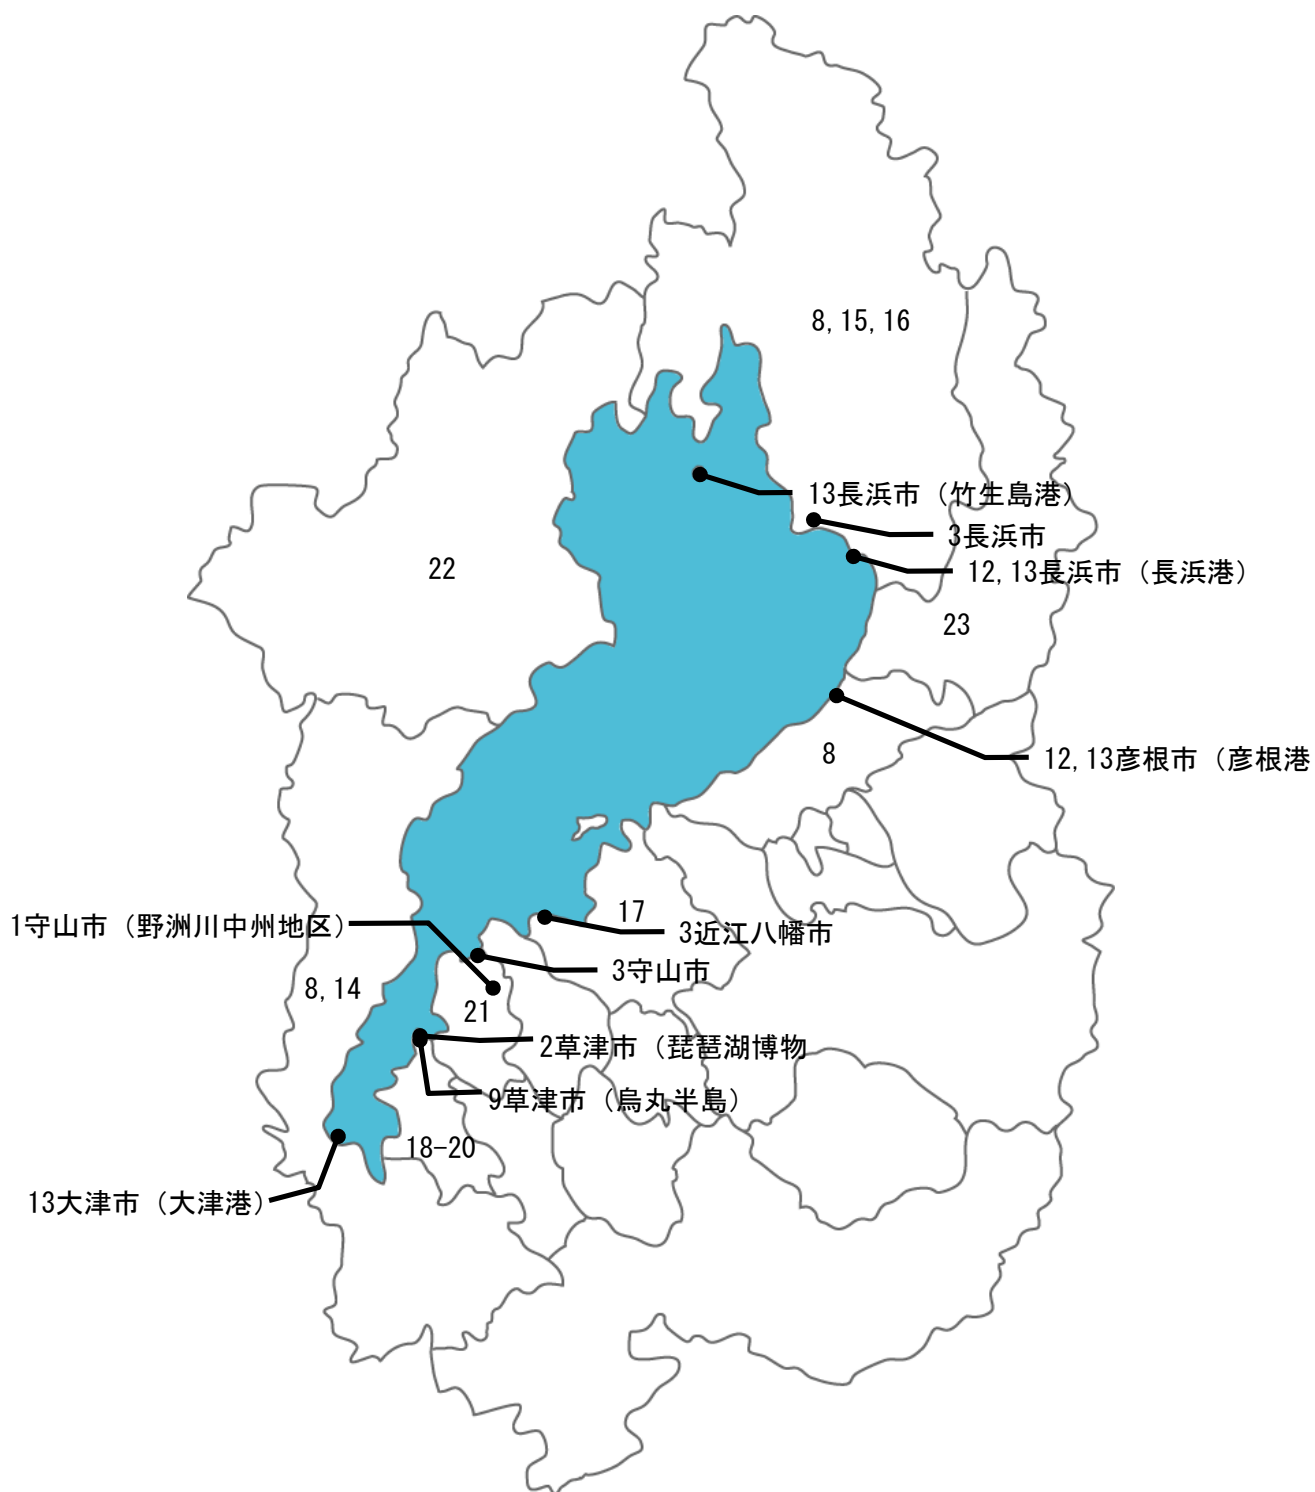 8,15,16
13長浜市（竹生島港）
3長浜市
22
12,13長浜市（長浜港）
23
8
12,13彦根市（彦根港
17
1守山市（野洲川中州地区）
3近江八幡市
3守山市
8,14
21
2草津市（琵琶湖博物
9草津市（烏丸半島）
18-20
13大津市（大津港）